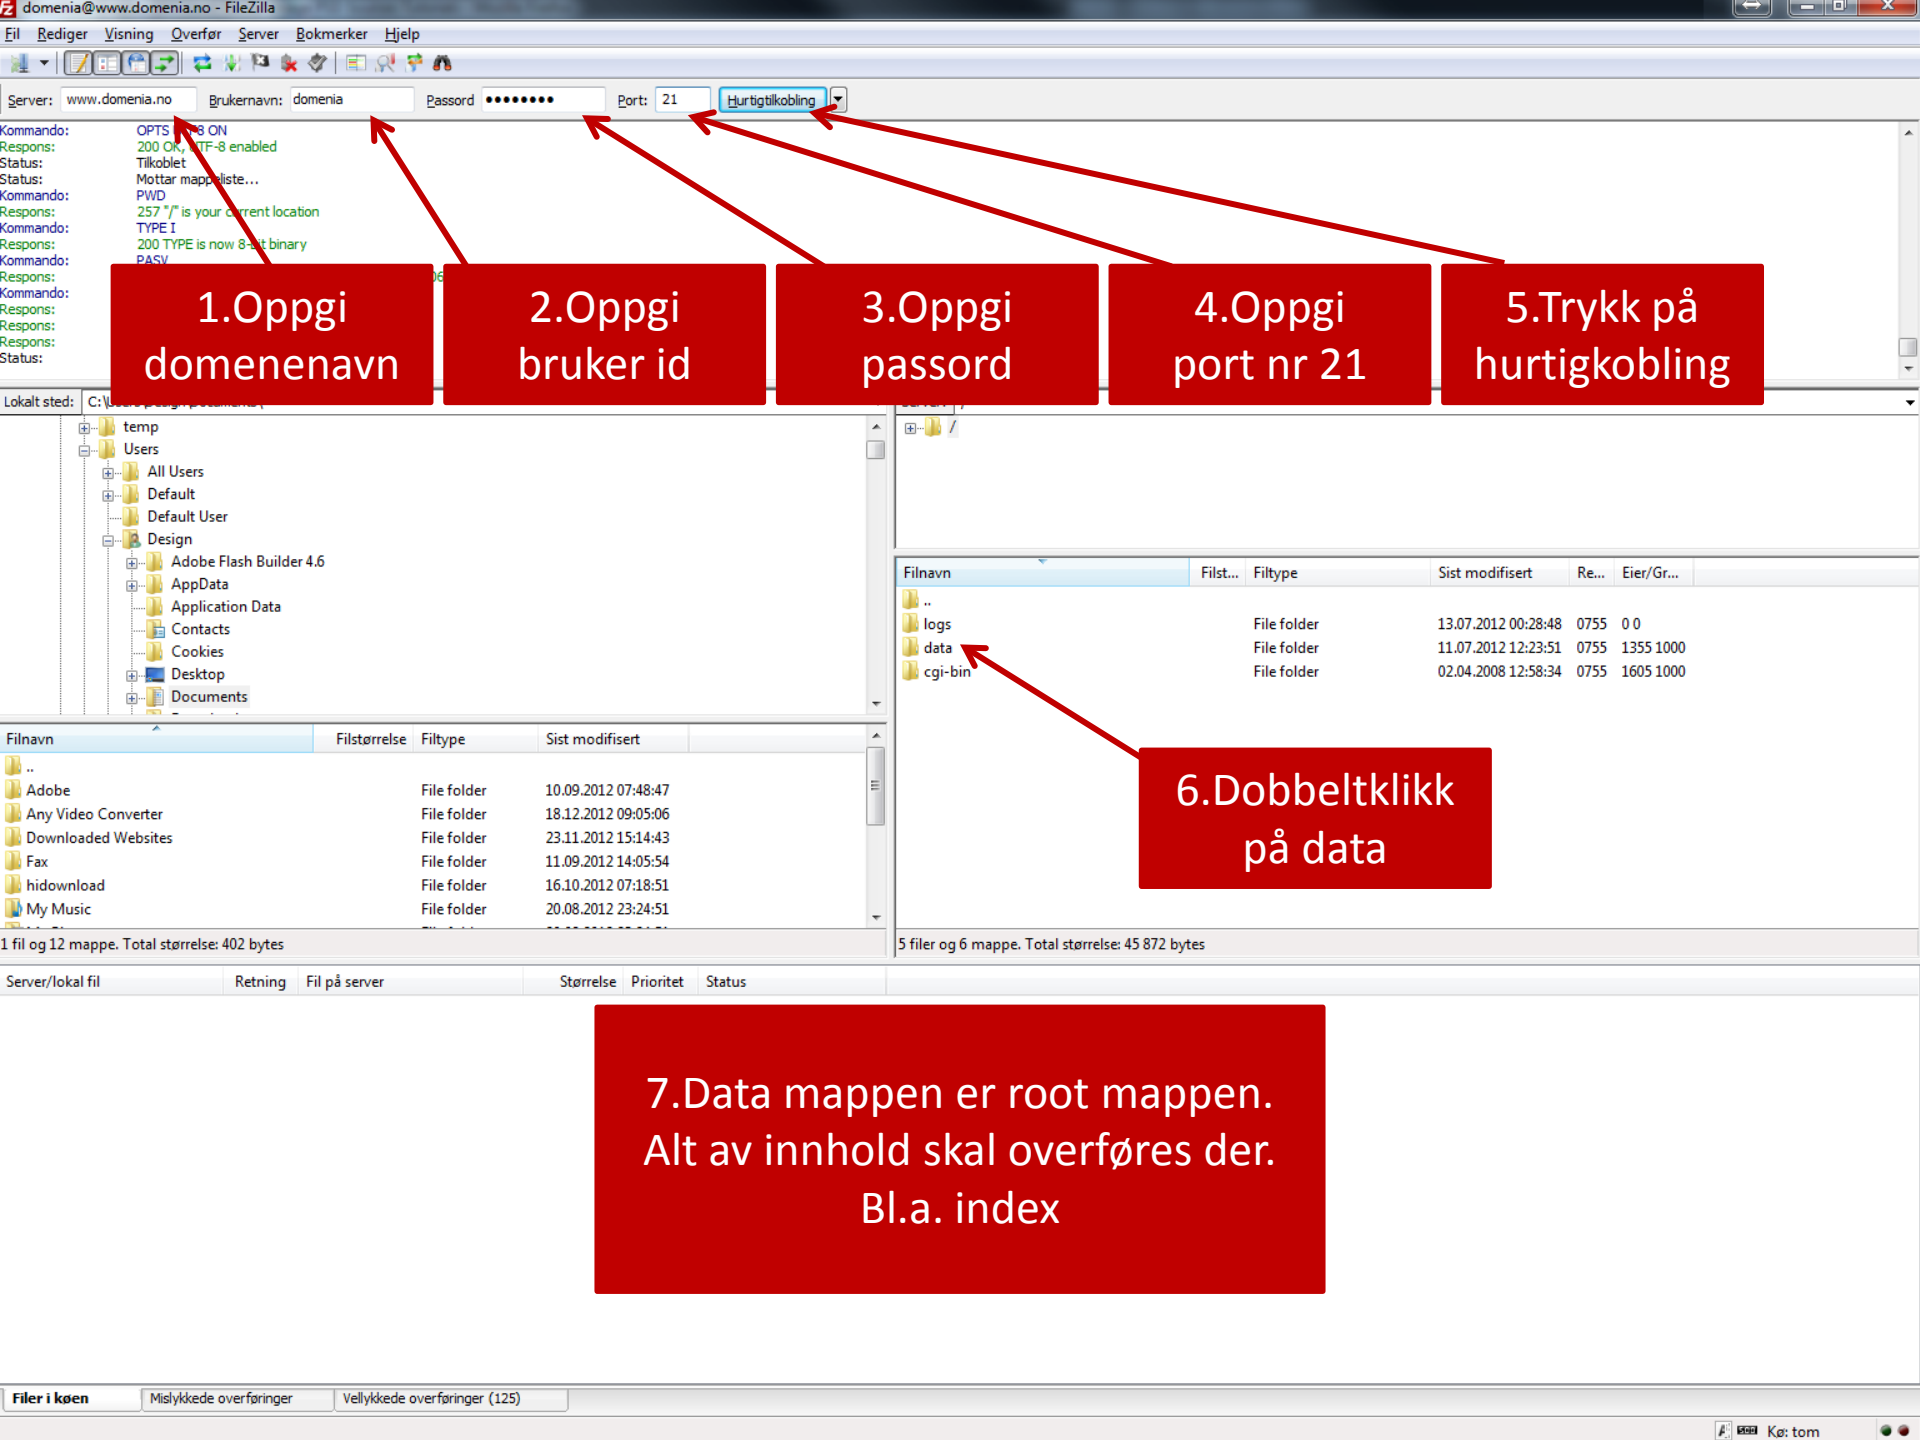 domenia@www.domenia.no - FileZilla
Fil Rediger Visning Overfør Server Bokmerker Hjelp
Server: www.domenia.no Brukernavn: domenia Passord ●●●●●●●● Port: 21 Hurtigtilkobling
Kommando: OPTS 8 ON
Respons: 200 OK, UTF-8 enabled
Status: Tilkoblet
Status: Mottar mappeliste...
Kommando: PWD
Respons: 257 "/" is your current location
Kommando: TYPE I
Respons: 200 TYPE is now 8-bit binary
Kommando: PASV
Respons:
Kommando:
Respons:
Respons:
Respons:
Status:
1.Oppgi
domenenavn
2.Oppgi
bruker id
3.Oppgi
passord
4.Oppgi
port nr 21
5.Trykk på
hurtigkobling
Lokalt sted:
temp
Users
All Users
Default
Default User
Design
Adobe Flash Builder 4.6
AppData
Application Data
Contacts
Cookies
Desktop
Documents
/
Filnavn Filstørrelse Filtype Sist modifisert
..
Adobe File folder 10.09.2012 07:48:47
Any Video Converter File folder 18.12.2012 09:05:06
Downloaded Websites File folder 23.11.2012 15:14:43
Fax File folder 11.09.2012 14:05:54
hidownload File folder 16.10.2012 07:18:51
My Music File folder 20.08.2012 23:24:51
1 fil og 12 mappe. Total størrelse: 402 bytes
Filnavn Filst... Filtype Sist modifisert Re... Eier/Gr...
..
logs File folder 13.07.2012 00:28:48 0755 0 0
data File folder 11.07.2012 12:23:51 0755 1355 1000
cgi-bin File folder 02.04.2008 12:58:34 0755 1605 1000
6.Dobbeltklikk
på data
5 filer og 6 mappe. Total størrelse: 45 872 bytes
Server/lokal fil Retning Fil på server Størrelse Prioritet Status
7.Data mappen er root mappen.
Alt av innhold skal overføres der.
Bl.a. index
Filer i køen Mislykkede overføringer Vellykkede overføringer (125)
Kø: tom